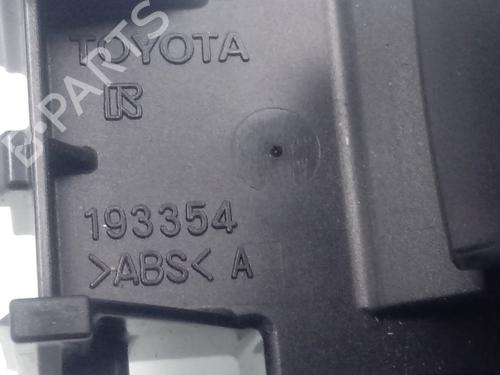 TOYOTA
R
193354
>ABS< A
B-PARTS